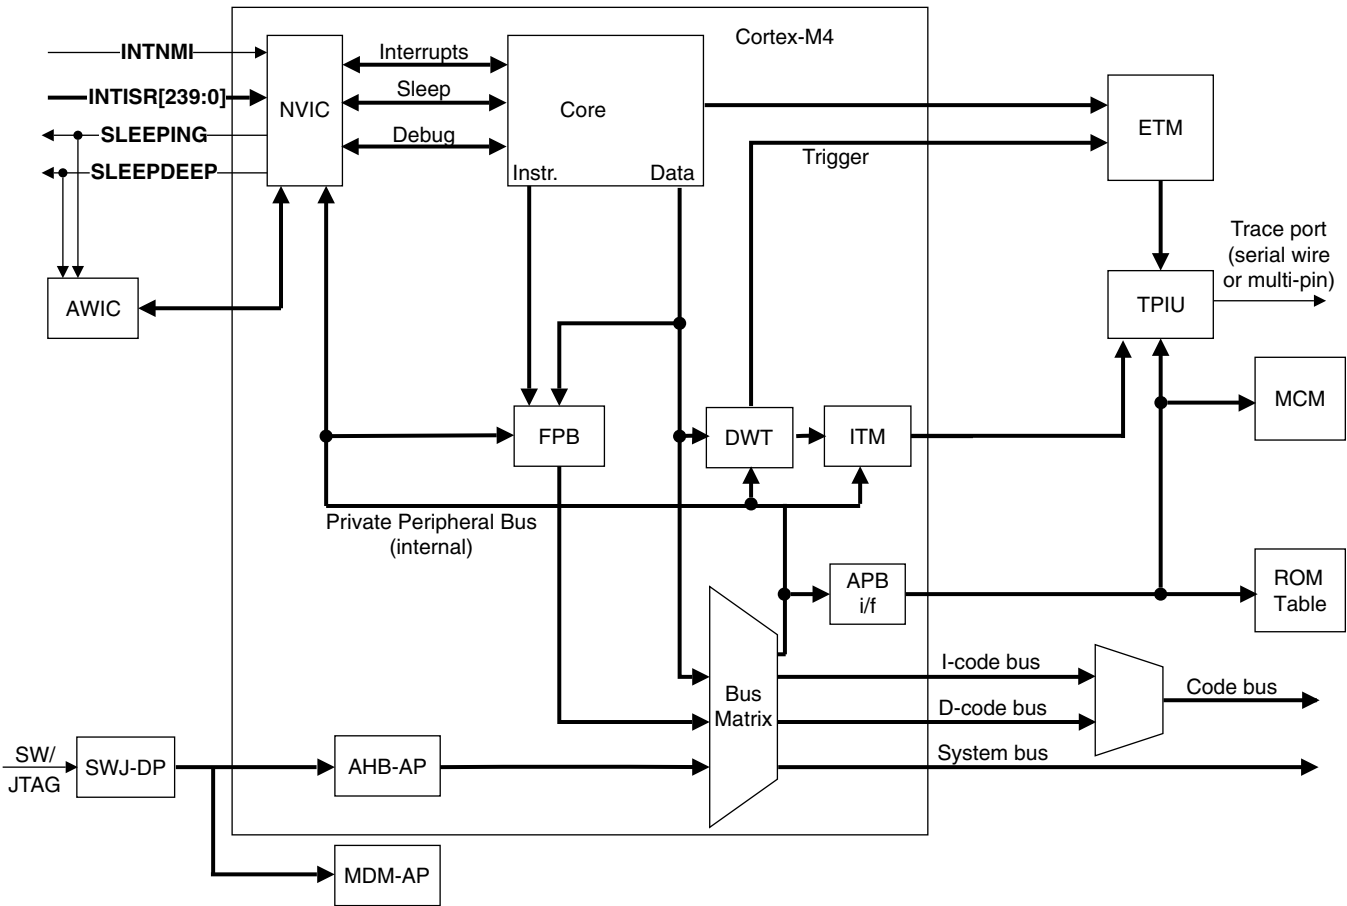 Cortex-M4
INTNMI
INTISR[239:0]
SLEEPING
SLEEPDEEP
NVIC
Interrupts
Sleep
Debug
Core
Instr.
Data
ETM
Trigger
Trace port
(serial wire
or multi-pin)
TPIU
AWIC
MCM
FPB
DWT
ITM
Private Peripheral Bus
(internal)
APB
i/f
ROM
Table
I-code bus
Bus
Matrix
D-code bus
Code bus
System bus
SW/
JTAG
SWJ-DP
AHB-AP
MDM-AP